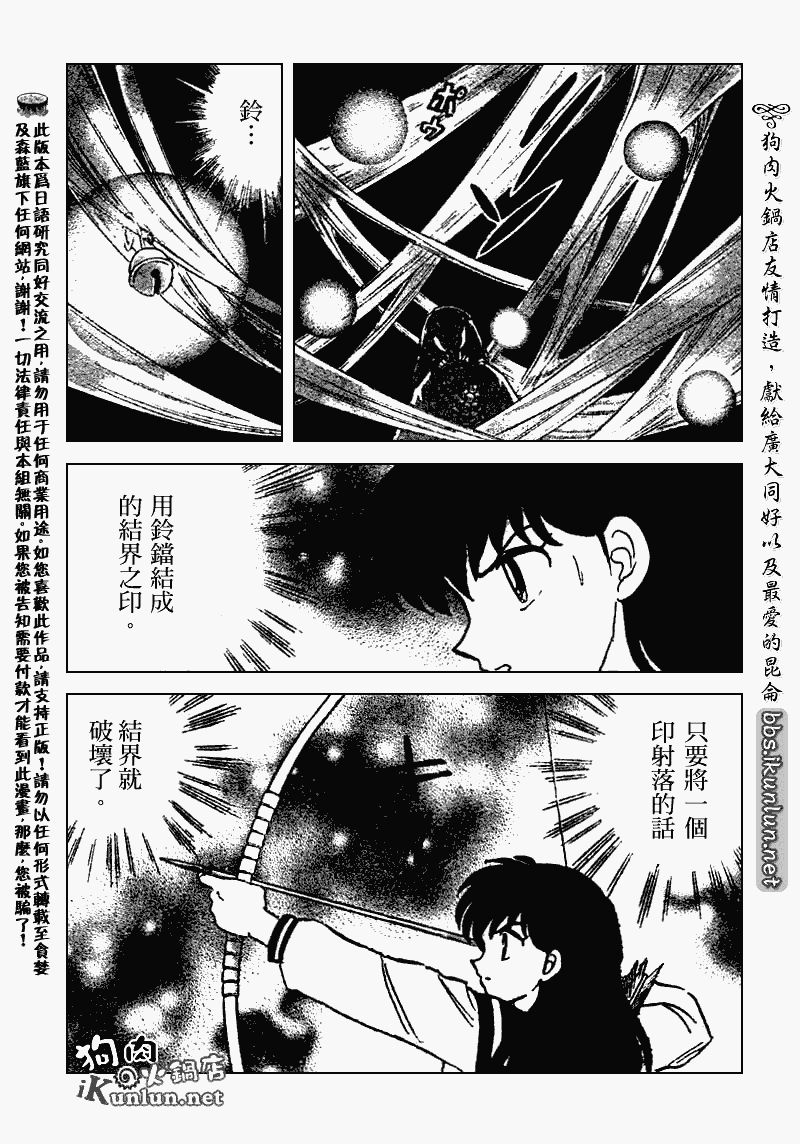 ゥ
鈴…
用鈴鐺結成
的結界之印。
只要將一個
印射落的話
結界就
破壞了。
狗肉火鍋店友情打造，獻給廣大同好以及最愛的昆侖
bbs.ikunlun.net
此版本爲日語研究同好交流之用，請勿用于任何商業用途。如您喜歡此作品，請支持正版！請勿以任何形式轉載至貪婪
及森藍旗下任何網站，謝謝！一切法律責任與本組無關。如果您被告知需要付款才能看到此漫畫，那麼，您被騙了！
狗肉火鍋店
iKunlun.net